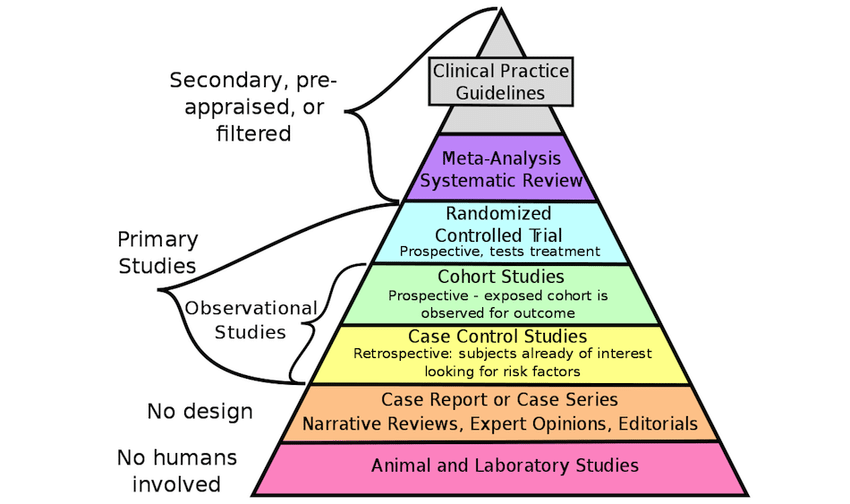 Clinical Practice
Guidelines
Secondary, pre-
appraised, or
filtered
Meta-Analysis
Systematic Review
Randomized
Controlled Trial
Prospective, tests treatment
Primary
Studies
Cohort Studies
Prospective - exposed cohort is
observed for outcome
Observational
Studies
Case Control Studies
Retrospective: subjects already of interest
looking for risk factors
No design
Case Report or Case Series
Narrative Reviews, Expert Opinions, Editorials
No humans
involved
Animal and Laboratory Studies